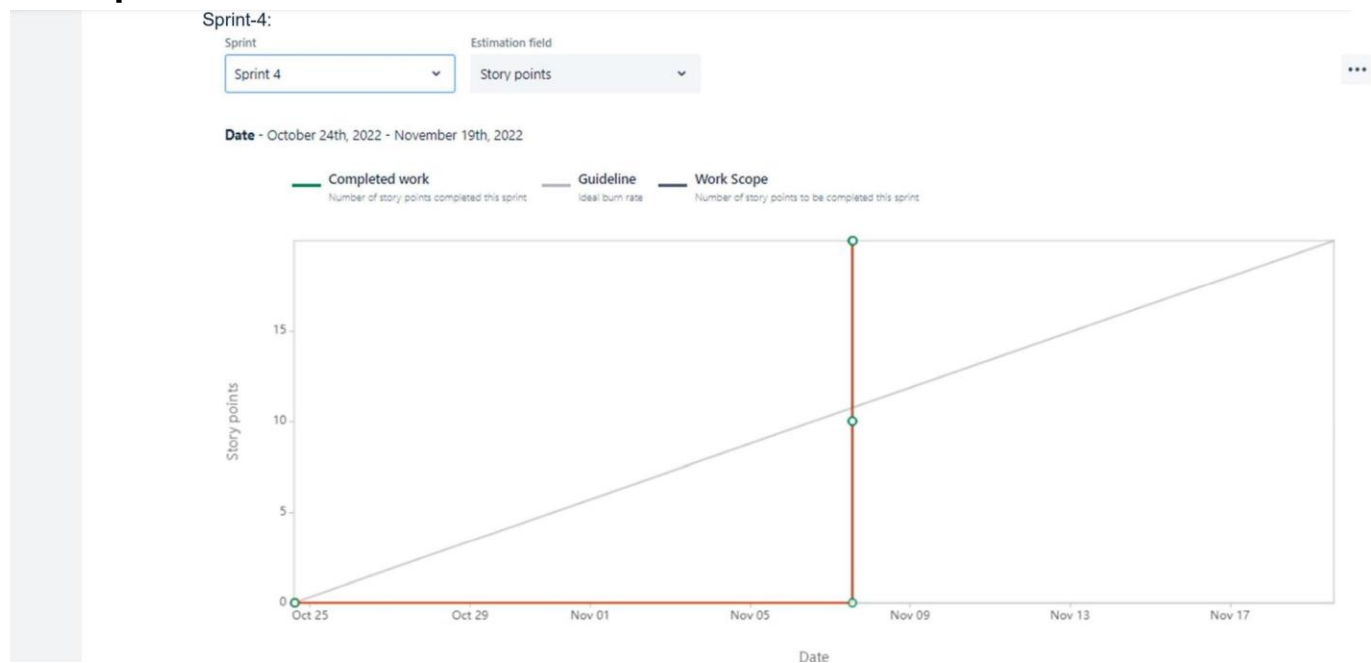 Sprint-4:
Sprint Estimation field
Sprint 4 Story points
Date - October 24th, 2022 - November 19th, 2022
Completed work Guideline Work Scope
Number of story points completed this sprint Ideal burn rate Number of story points to be completed this sprint
15
10
5
0
Story points
Oct 25 Oct 29 Nov 01 Nov 05 Nov 09 Nov 13 Nov 17
Date